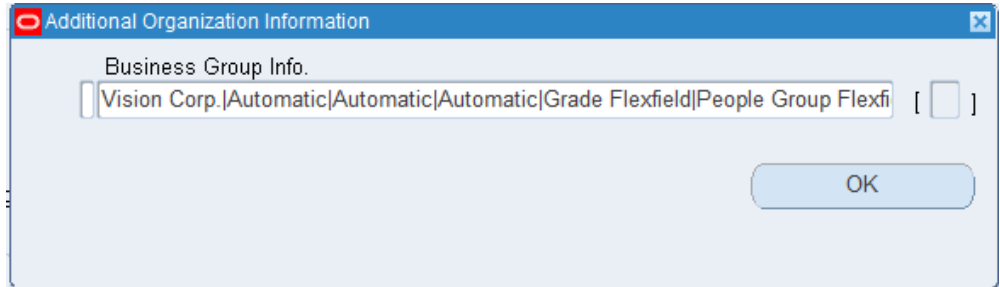 Additional Organization Information
Business Group Info.
Vision Corp.|Automatic|Automatic|Automatic|Grade Flexfield|People Group Flexfi
[ ]
OK